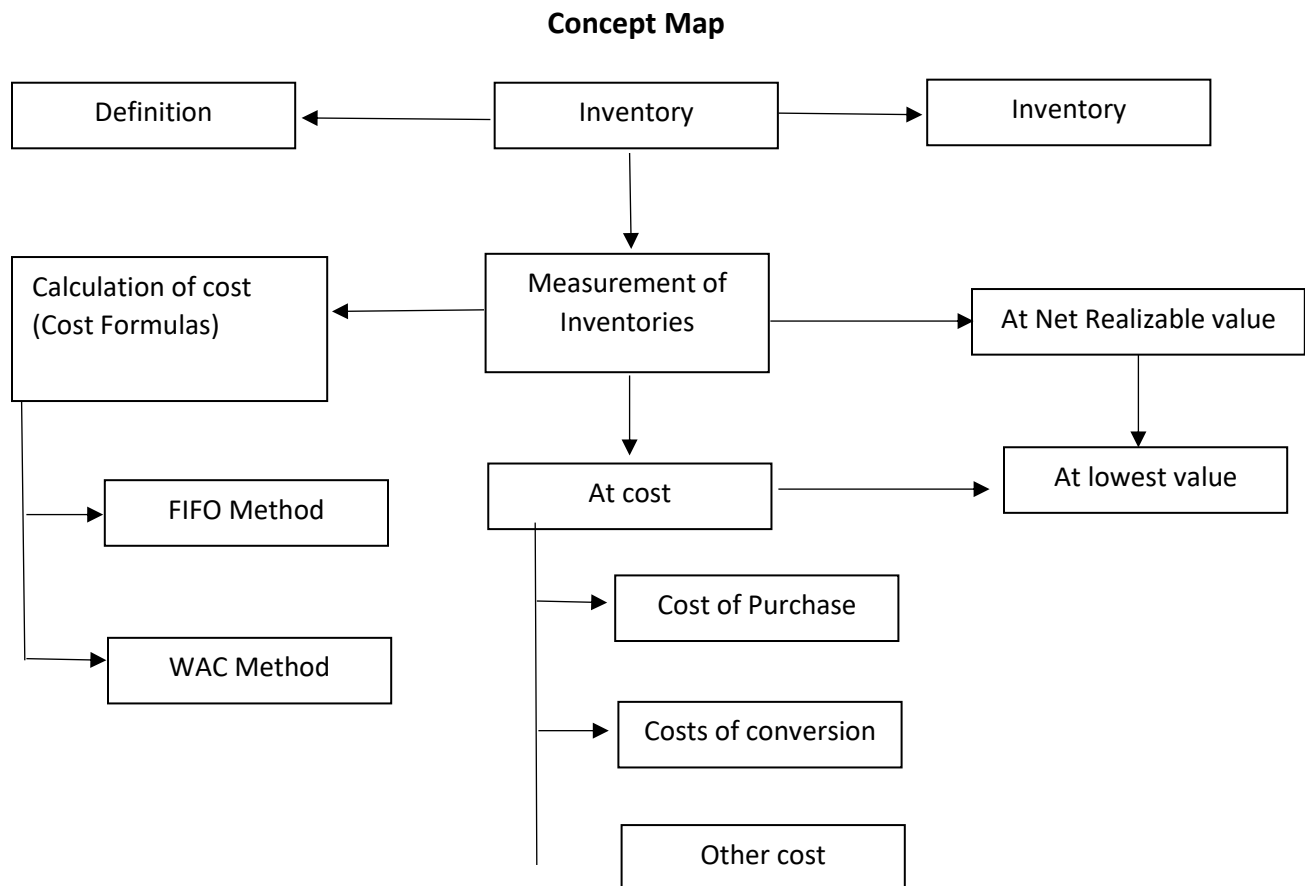 Concept Map
Definition
Inventory
Inventory
Calculation of cost
(Cost Formulas)
Measurement of
Inventories
At Net Realizable value
FIFO Method
At cost
At lowest value
Cost of Purchase
WAC Method
Costs of conversion
Other cost